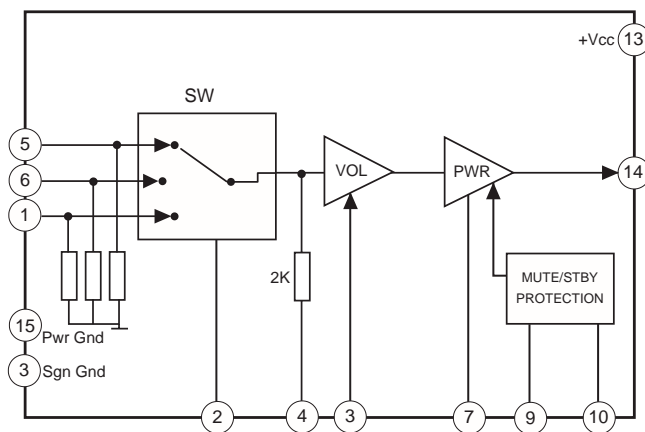 +Vcc 13
SW
5
6
1
VOL
PWR
14
2K
MUTE/STBY
PROTECTION
15 Pwr Gnd
3 Sgn Gnd
2
4
3
7
9
10